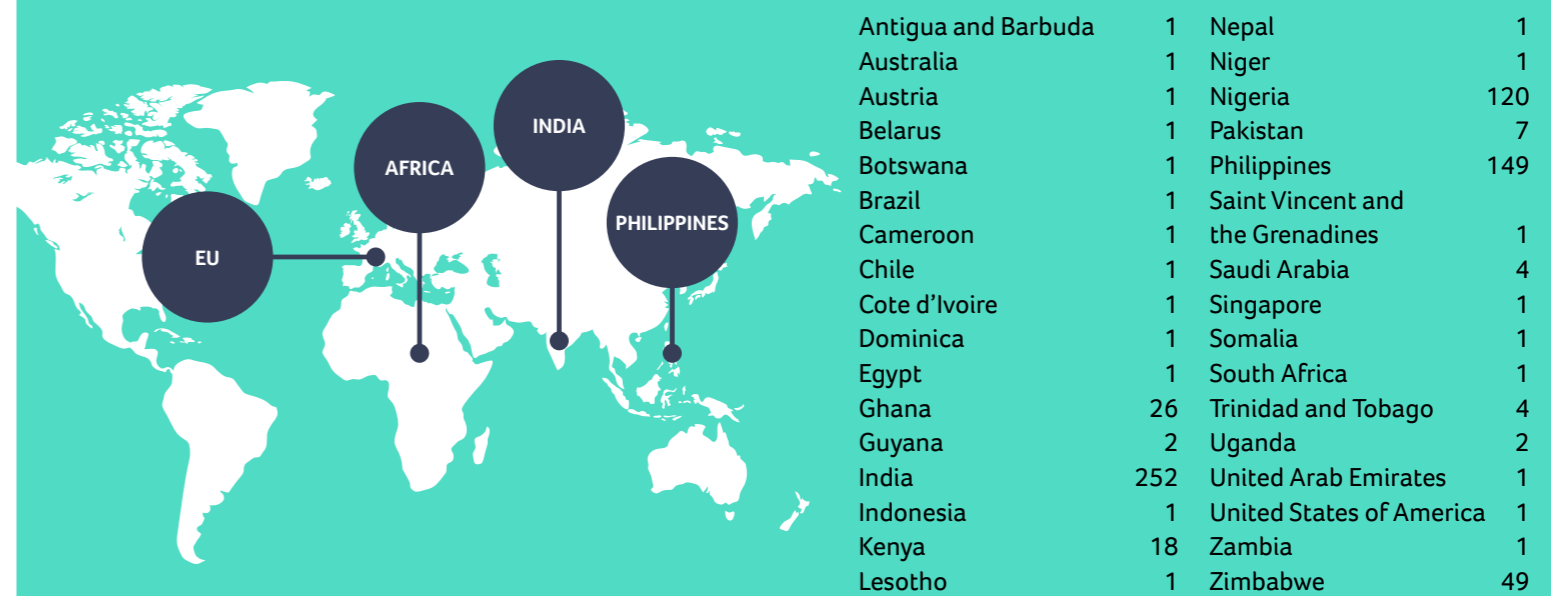 EU
AFRICA
INDIA
PHILIPPINES
Antigua and Barbuda 1
Australia 1
Austria 1
Belarus 1
Botswana 1
Brazil 1
Cameroon 1
Chile 1
Cote d’Ivoire 1
Dominica 1
Egypt 1
Ghana 26
Guyana 2
India 252
Indonesia 1
Kenya 18
Lesotho 1
Nepal 1
Niger 1
Nigeria 120
Pakistan 7
Philippines 149
Saint Vincent and
the Grenadines 1
Saudi Arabia 4
Singapore 1
Somalia 1
South Africa 1
Trinidad and Tobago 4
Uganda 2
United Arab Emirates 1
United States of America 1
Zambia 1
Zimbabwe 49